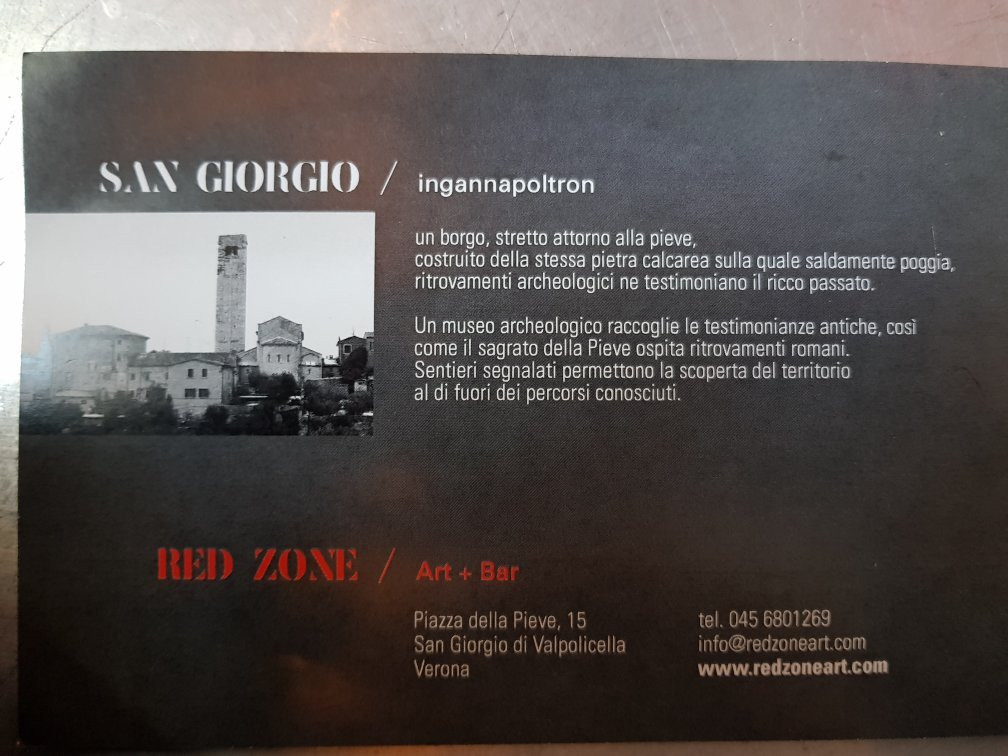 SAN GIORGIO / ingannapoltron
un borgo, stretto attorno alla pieve,
costruito della stessa pietra calcarea sulla quale saldamente poggia,
ritrovamenti archeologici ne testimoniano il ricco passato.
Un museo archeologico raccoglie le testimonianze antiche, così
come il sagrato della Pieve ospita ritrovamenti romani.
Sentieri segnalati permettono la scoperta del territorio
al di fuori dei percorsi conosciuti.
RED ZONE / Art + Bar
Piazza della Pieve, 15
San Giorgio di Valpolicella
Verona
tel. 045 6801269
info@redzoneart.com
www.redzoneart.com